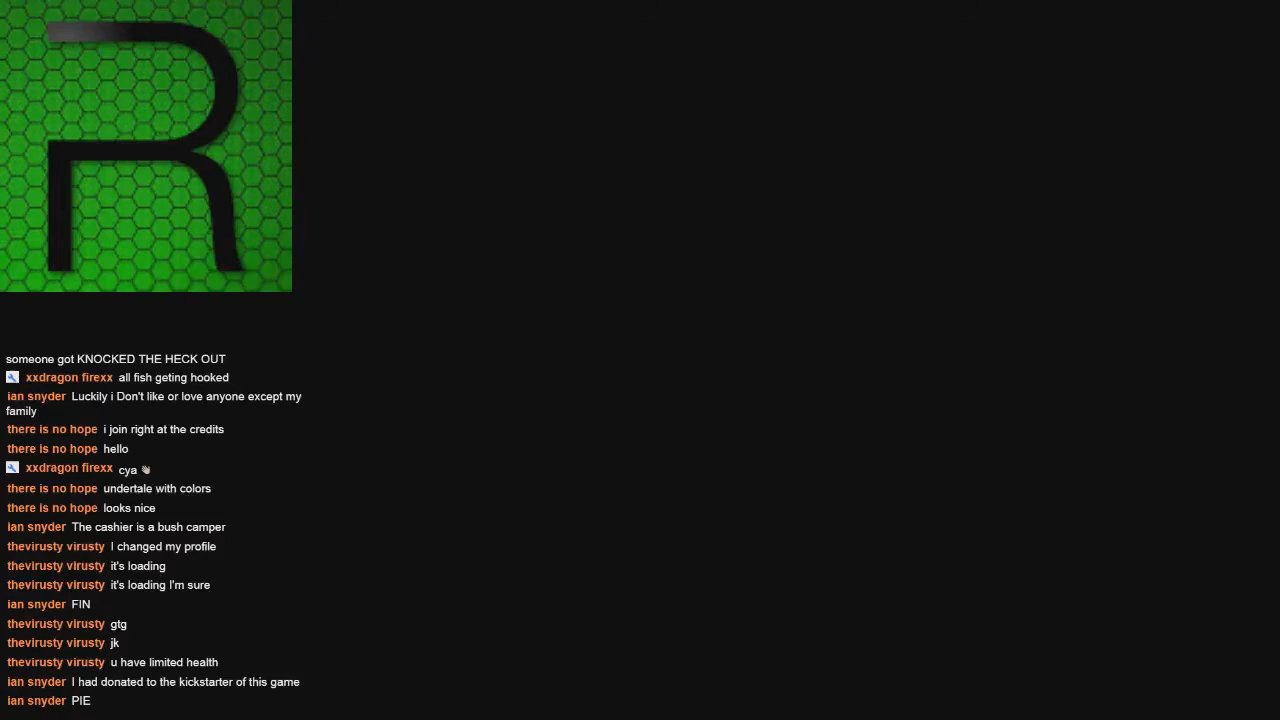 R
someone got KNOCKED THE HECK OUT
xxdragon firexx all fish geting hooked
ian snyder Luckily i Don't like or love anyone except my
family
there is no hope i join right at the credits
there is no hope hello
xxdragon firexx cya 👋
there is no hope undertale with colors
there is no hope looks nice
ian snyder The cashier is a bush camper
thevirusty virusty I changed my profile
thevirusty virusty it's loading
thevirusty virusty it's loading I'm sure
ian snyder FIN
thevirusty virusty gtg
thevirusty virusty jk
thevirusty virusty u have limited health
ian snyder I had donated to the kickstarter of this game
ian snyder PIE